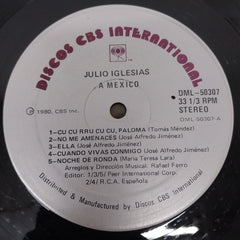 DISCOS CBS INTERNATIONAL
JULIO IGLESIAS
A MEXICO
DML-50307
33 1/3 RPM
STEREO
℗ 1980, CBS Inc.
DML 50307-A
1-CU CU RRU CU CU, PALOMA (Tomás Méndez)
2-NO ME AMENACES (José Alfredo Jiménez)
3-ELLA (José Alfredo Jiménez)
4-CUANDO VIVAS CONMIGO (José Alfredo Jiménez)
5-NOCHE DE RONDA (María Teresa Lara)
Arreglos y Dirección Musical: Rafael Ferro
Editor: 1/3/5/ Peer International Corp.
2/4/ R.C.A. Española
Distributed & Manufactured by Discos CBS International